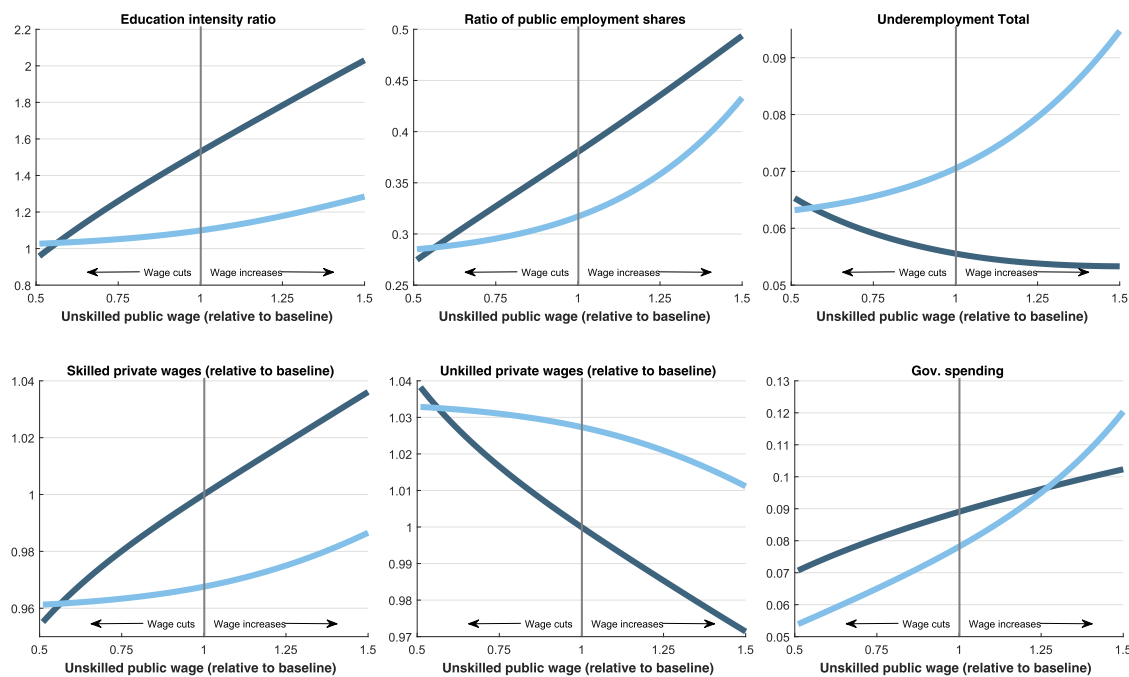 Education intensity ratio
2.2
2
1.8
1.6
1.4
1.2
1
0.8
Wage cuts
Wage increases
0.5
0.75
1
1.25
1.5
Unskilled public wage (relative to baseline)
Ratio of public employment shares
0.5
0.45
0.4
0.35
0.3
0.25
Wage cuts
Wage increases
0.5
0.75
1
1.25
1.5
Unskilled public wage (relative to baseline)
Underemployment Total
0.09
0.08
0.07
0.06
0.05
Wage cuts
Wage increases
0.5
0.75
1
1.25
1.5
Unskilled public wage (relative to baseline)
Skilled private wages (relative to baseline)
1.04
1.02
1
0.98
0.96
Wage cuts
Wage increases
0.5
0.75
1
1.25
1.5
Unskilled public wage (relative to baseline)
Unkilled private wages (relative to baseline)
1.04
1.03
1.02
1.01
1
0.99
0.98
0.97
Wage cuts
Wage increases
0.5
0.75
1
1.25
1.5
Unskilled public wage (relative to baseline)
Gov. spending
0.13
0.12
0.11
0.1
0.09
0.08
0.07
0.06
0.05
Wage cuts
Wage increases
0.5
0.75
1
1.25
1.5
Unskilled public wage (relative to baseline)